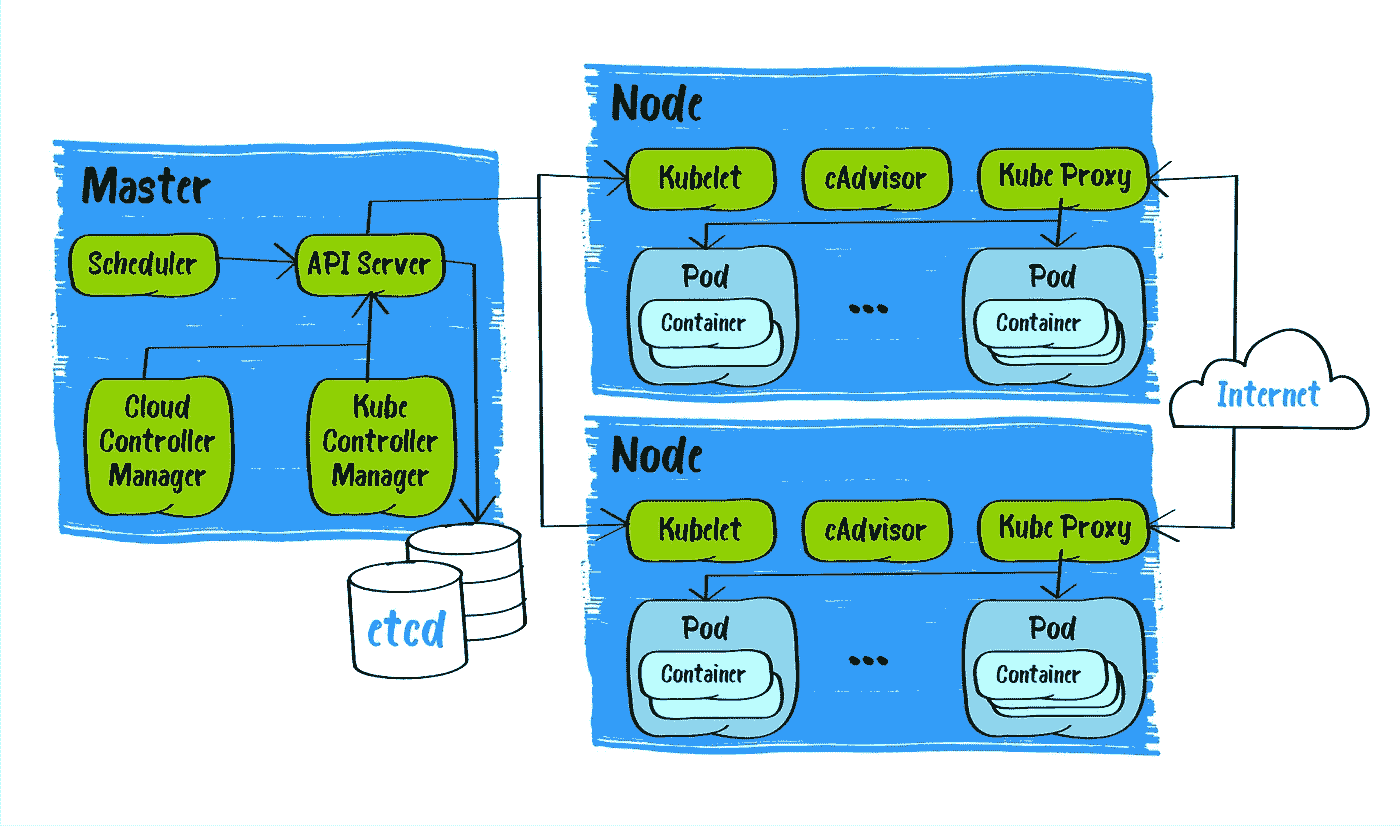 Master
Scheduler
API Server
Cloud
Controller
Manager
Kube
Controller
Manager
etcd
Node
Kubelet
cAdvisor
Kube Proxy
Pod
Container
...
Pod
Container
Node
Kubelet
cAdvisor
Kube Proxy
Pod
Container
...
Pod
Container
Internet